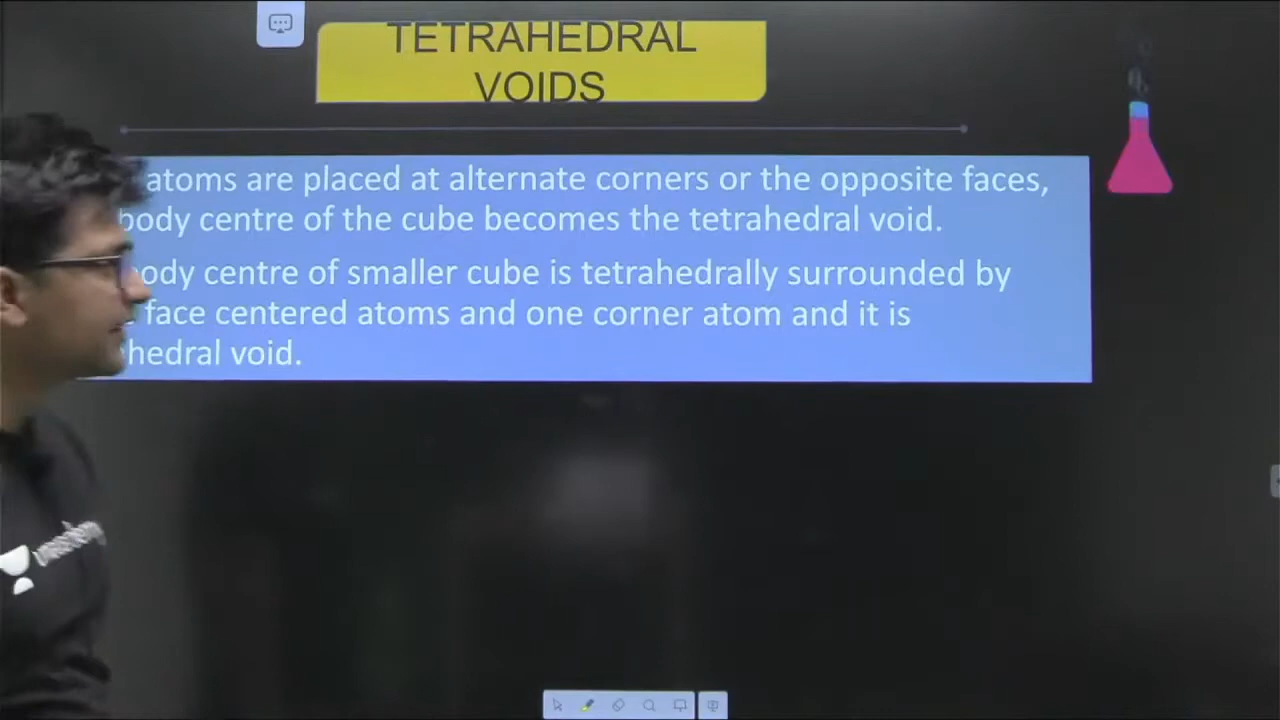 TETRAHEDRAL
VOIDS
atoms are placed at alternate corners or the opposite faces,
body centre of the cube becomes the tetrahedral void.
body centre of smaller cube is tetrahedrally surrounded by
face centered atoms and one corner atom and it is
hedral void.